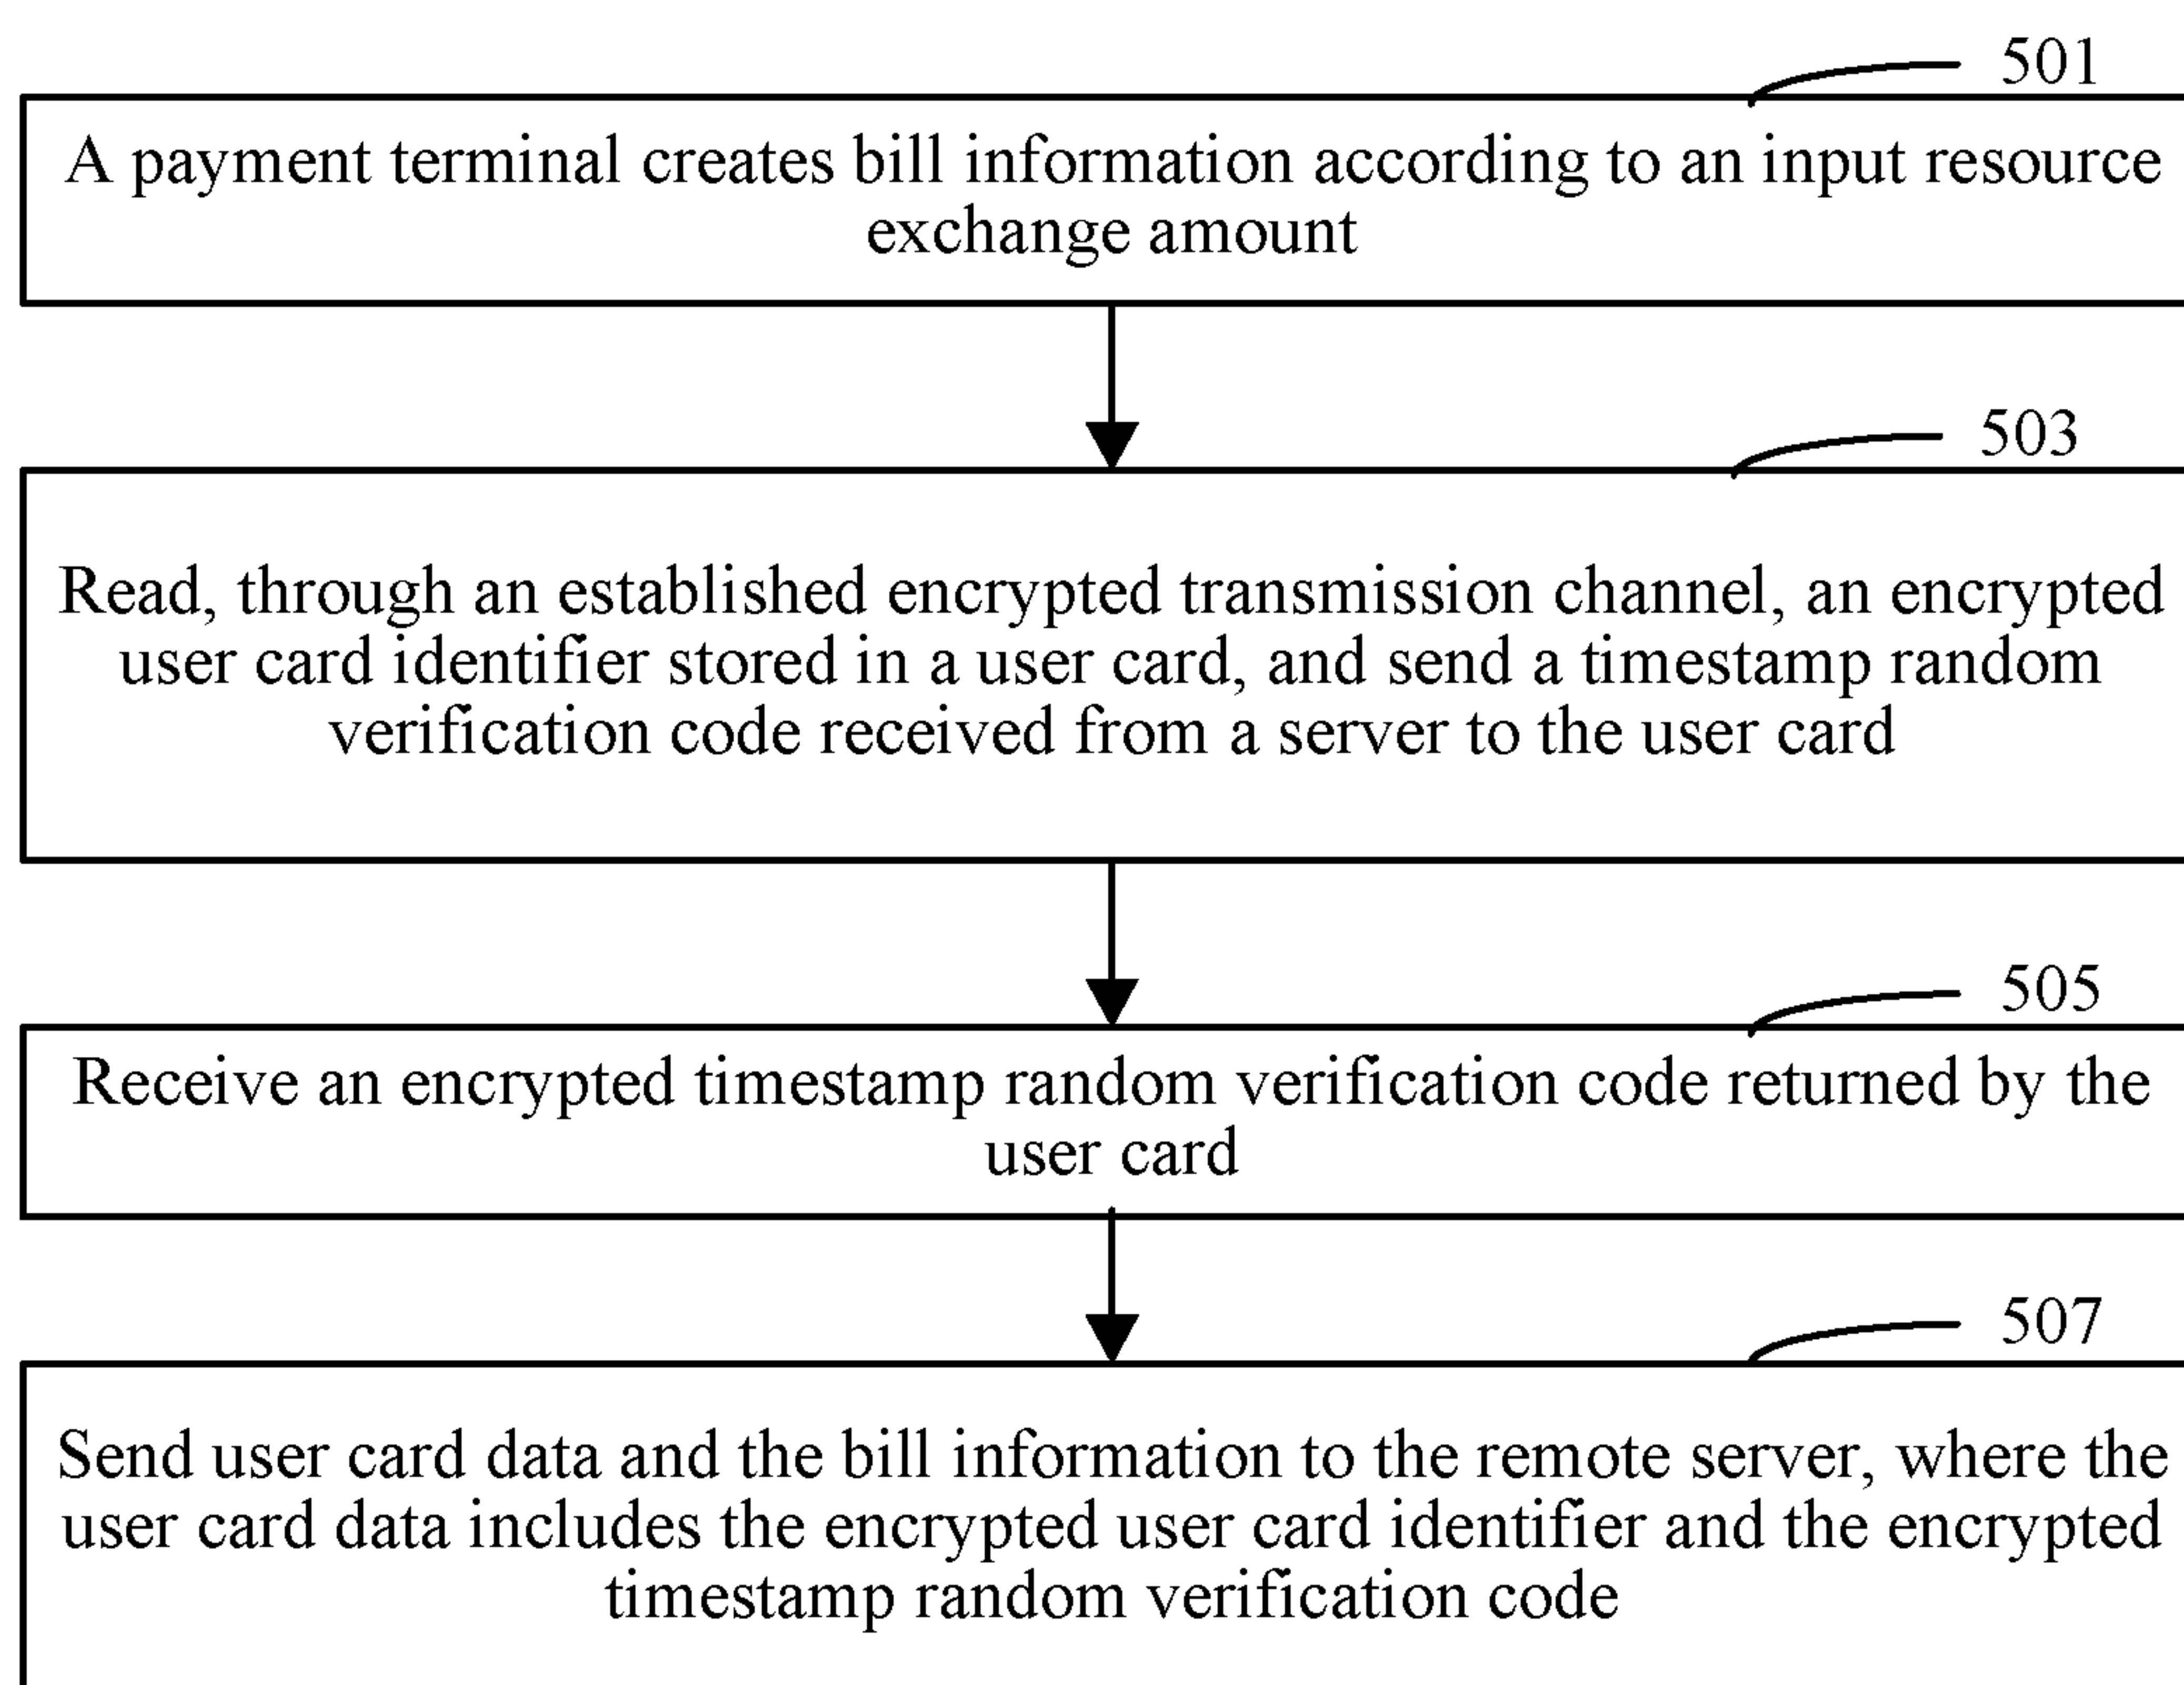 501
A payment terminal creates bill information according to an input resource
exchange amount
503
Read, through an established encrypted transmission channel, an encrypted
user card identifier stored in a user card, and send a timestamp random
verification code received from a server to the user card
505
Receive an encrypted timestamp random verification code returned by the
user card
507
Send user card data and the bill information to the remote server, where the
user card data includes the encrypted user card identifier and the encrypted
timestamp random verification code